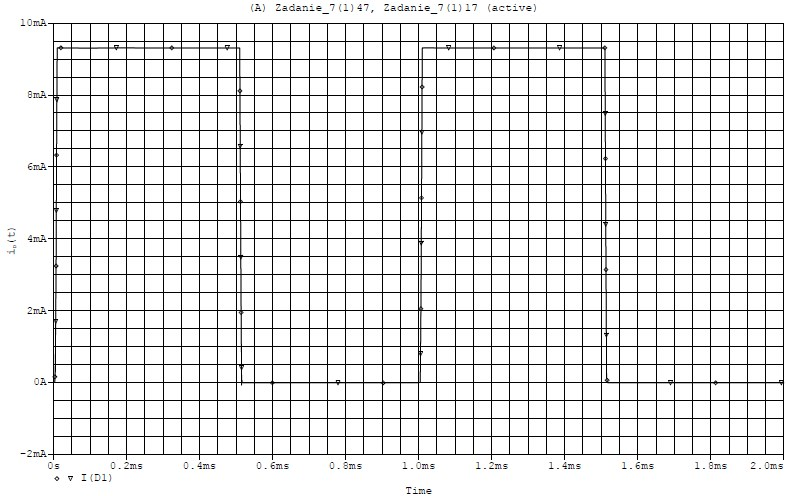 (A) Zadanie_7(1)47, Zadanie_7(1)17 (active)
10mA
8mA
6mA
4mA
2mA
0A
-2mA
i_D(t)
0s 0.2ms 0.4ms 0.6ms 0.8ms 1.0ms 1.2ms 1.4ms 1.6ms 1.8ms 2.0ms
I(D1)
Time